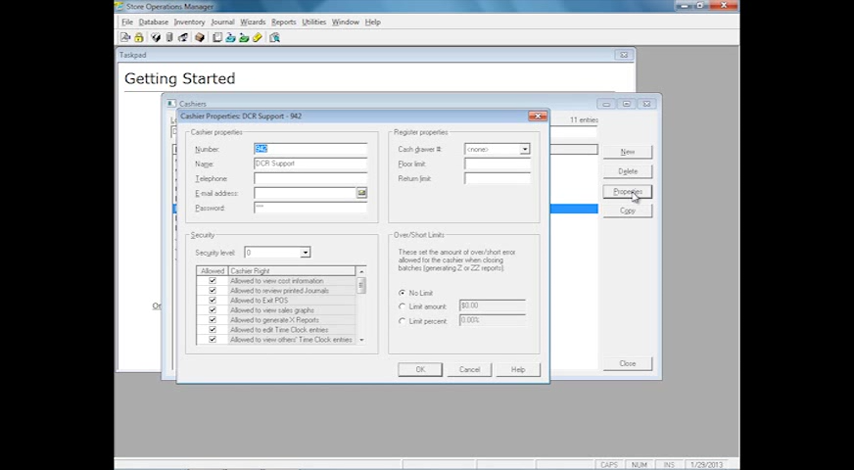 Store Operations Manager
File Database Inventory Journal Wizards Reports Utilities Window Help
Taskpad
Getting Started
Cashiers
11 entries
Cashier Properties: DCR Support - 942
Cashier properties
Number: 942
Name: DCR Support
Telephone:
E-mail address:
Password:
Register properties
Cash drawer #: <none>
Floor limit:
Return limit:
New
Delete
Properties
Copy
Security
Security level: 0
Allowed Cashier Right
Allowed to view cost information
Allowed to review printed Journals
Allowed to Exit POS
Allowed to view sales graphs
Allowed to generate X Reports
Allowed to edit Time Clock entries
Allowed to view others' Time Clock entries
Over/Short Limits
These set the amount of over/short error
allowed for the cashier when closing
batches (generating Z or ZZ reports)
No Limit
Limit amount: $0.00
Limit percent: 0.00%
OK Cancel Help
Close
CAPS NUM INS 1/29/2013